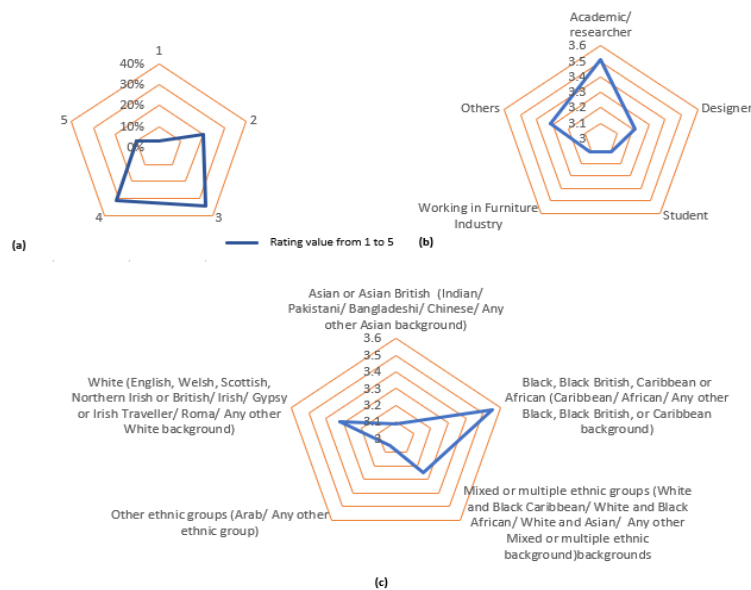 1
40%
30%
20%
10%
0%
5
2
4
3
(a)
Rating value from 1 to 5
Academic/
researcher
3.6
3.5
3.4
3.3
3.2
3.1
3
Others
Designer
Working in Furniture
Industry
Student
(b)
Asian or Asian British (Indian/
Pakistani/ Bangladeshi/ Chinese/ Any
other Asian background)
3.6
3.5
3.4
3.3
3.2
3.1
3
White (English, Welsh, Scottish,
Northern Irish or British/ Irish/ Gypsy
or Irish Traveller/ Roma/ Any other
White background)
Black, Black British, Caribbean or
African (Caribbean/ African/ Any other
Black, Black British, or Caribbean
background)
Other ethnic groups (Arab/ Any other
ethnic group)
Mixed or multiple ethnic groups (White
and Black Caribbean/ White and Black
African/ White and Asian/ Any other
Mixed or multiple ethnic
background)backgrounds
(c)